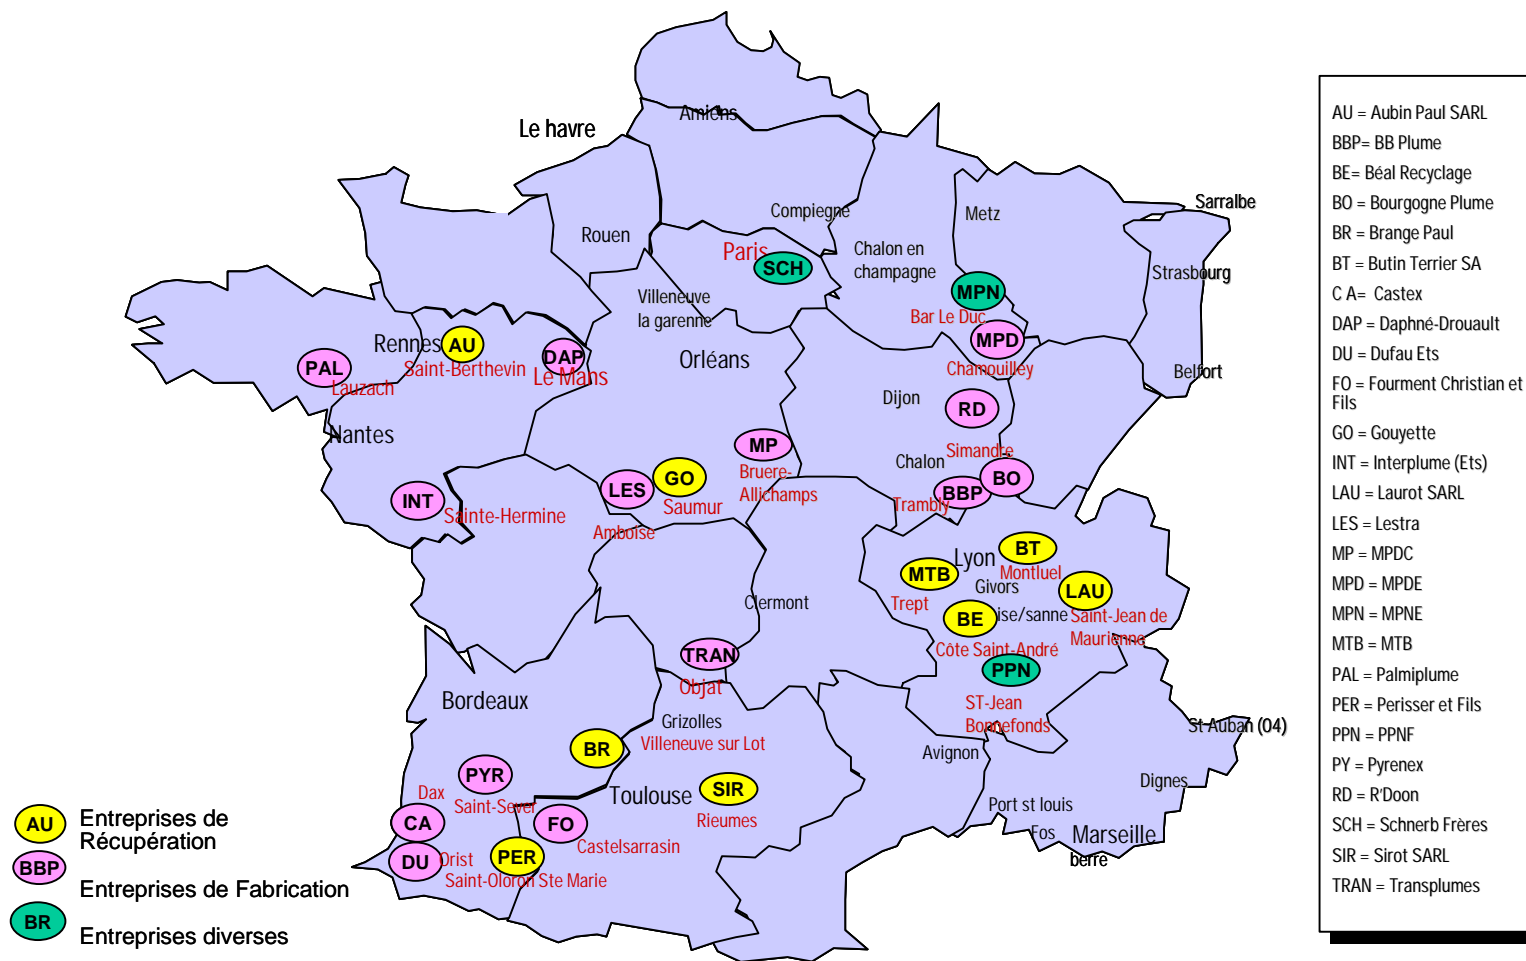 Amiens
Le havre
Compiegne
Metz
Sarralbe
Rouen
Paris
SCH
Chalon en
champagne
Strasbourg
Villeneuve
la garenne
MPN
Bar Le Duc
Rennes
AU
Saint-Berthevin
DAP
Le Mans
Orléans
MPD
Chamouilley
PAL
Lauzach
Belfort
Dijon
RD
Simandre
Nantes
MP
Bruere-
Allichamps
Chalon
BO
BBP
Trambly
INT
Sainte-Hermine
LES
Amboise
GO
Saumur
Lyon
BT
Montluel
MTB
Trept
Givors
LAU
Saint-Jean de
Maurienne
BE
ise/sanne
Côte Saint-André
Clermont
PPN
ST-Jean
Bonnefonds
TRAN
Objat
Bordeaux
Grizolles
Villeneuve sur Lot
BR
Avignon
St Auban (04)
Dignes
PYR
Saint-Sever
Toulouse
SIR
Rieumes
Port st louis
Fos
Marseille
berre
Dax
CA
FO
Castelsarrasin
DU
Orist
PER
Saint-Oloron Ste Marie
AU
Entreprises de
Récupération
BBP
Entreprises de Fabrication
BR
Entreprises diverses
AU = Aubin Paul SARL
BBP= BB Plume
BE= Béal Recyclage
BO = Bourgogne Plume
BR = Brange Paul
BT = Butin Terrier SA
C A= Castex
DAP = Daphné-Drouault
DU = Dufau Ets
FO = Fourment Christian et
Fils
GO = Gouyette
INT = Interplume (Ets)
LAU = Laurot SARL
LES = Lestra
MP = MPDC
MPD = MPDE
MPN = MPNE
MTB = MTB
PAL = Palmiplume
PER = Perisser et Fils
PPN = PPNF
PY = Pyrenex
RD = R'Doon
SCH = Schnerb Frères
SIR = Sirot SARL
TRAN = Transplumes